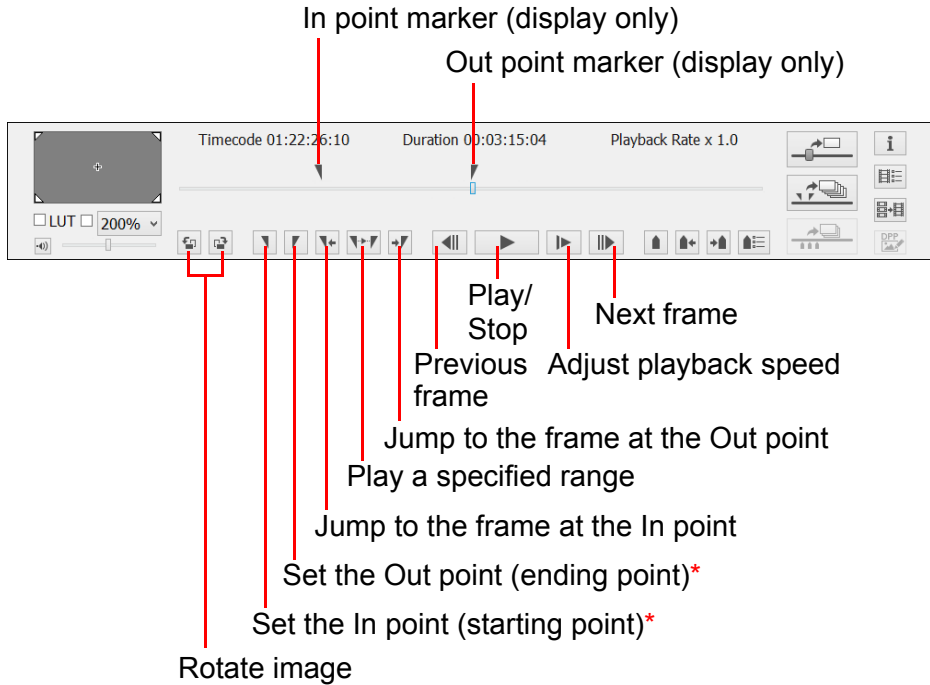 In point marker (display only)
Out point marker (display only)
Timecode 01:22:26:10 Duration 00:03:15:04 Playback Rate x 1.0
LUT 200%
DPP
Play/
Stop
Next frame
Previous
frame
Adjust playback speed
Jump to the frame at the Out point
Play a specified range
Jump to the frame at the In point
Set the Out point (ending point)*
Set the In point (starting point)*
Rotate image